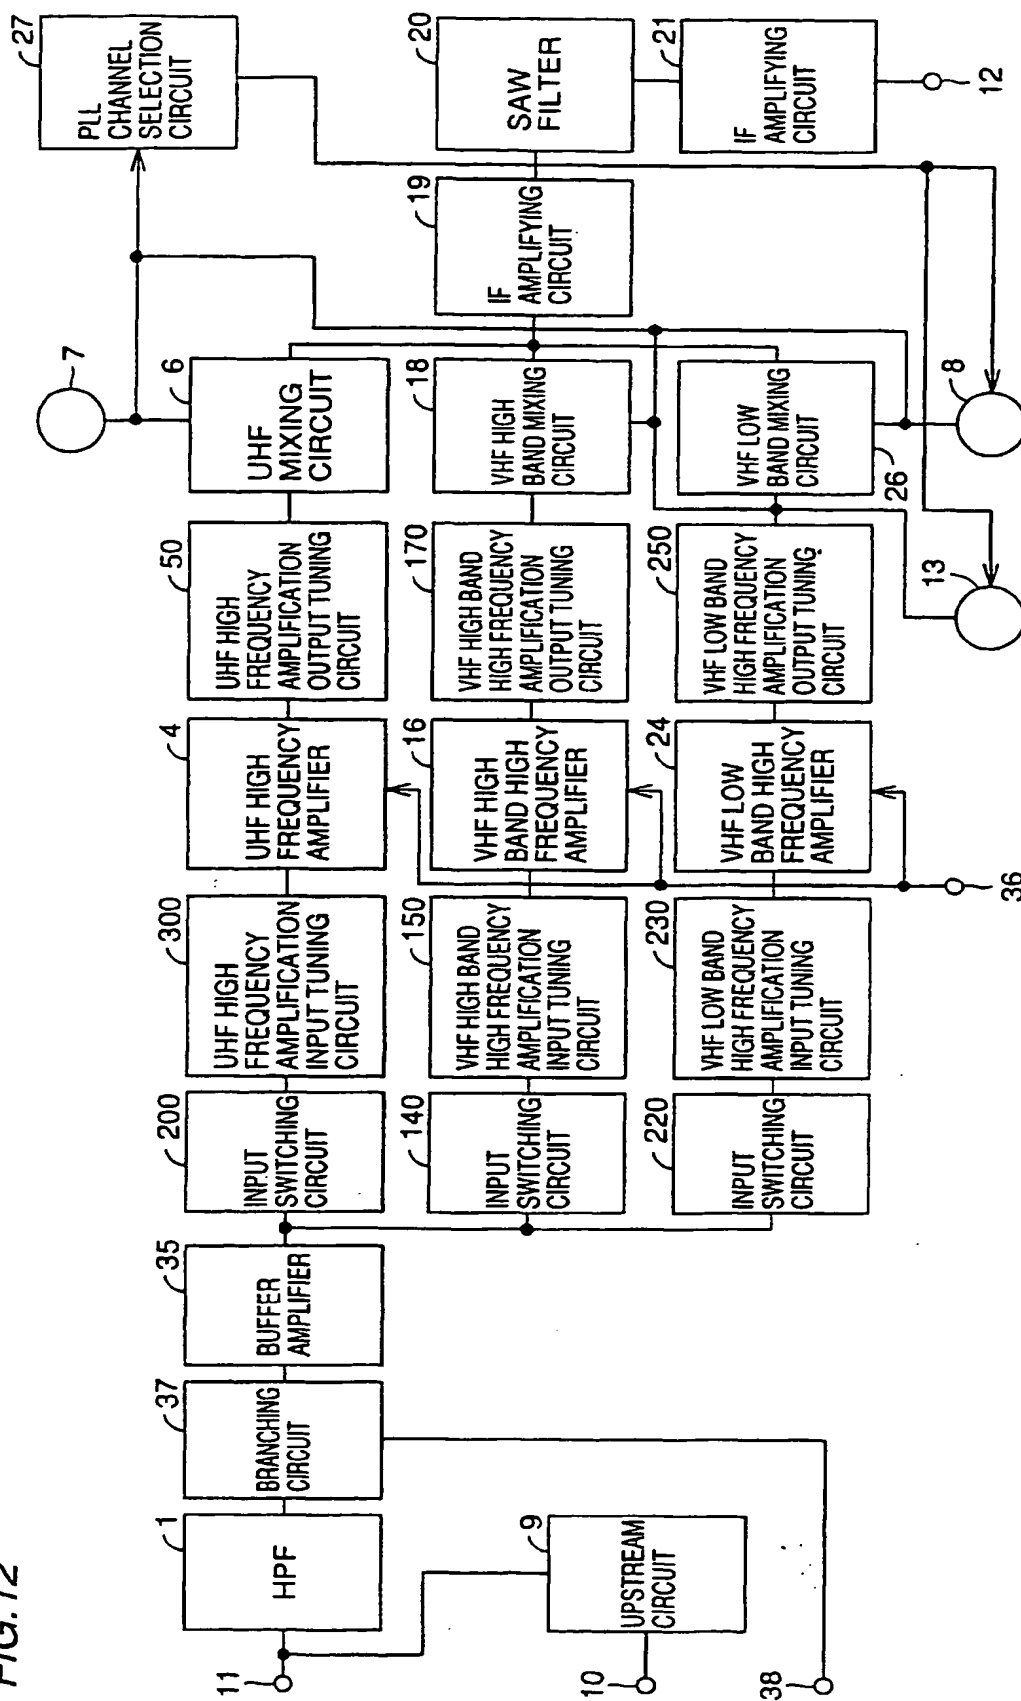 FIG.12
11
1
HPF
37
BRANCHING
CIRCUIT
35
BUFFER
AMPLIFIER
200
INPUT
SWITCHING
CIRCUIT
300
UHF HIGH
FREQUENCY
AMPLIFICATION
INPUT TUNING
CIRCUIT
4
UHF HIGH
FREQUENCY
AMPLIFIER
50
UHF HIGH
FREQUENCY
AMPLIFICATION
OUTPUT TUNING
CIRCUIT
6
UHF
MIXING
CIRCUIT
7
27
PLL
CHANNEL
SELECTION
CIRCUIT
140
INPUT
SWITCHING
CIRCUIT
150
VHF HIGH BAND
HIGH FREQUENCY
AMPLIFICATION
INPUT TUNING
CIRCUIT
16
VHF HIGH
BAND HIGH
FREQUENCY
AMPLIFIER
170
VHF HIGH BAND
HIGH FREQUENCY
AMPLIFICATION
OUTPUT TUNING
CIRCUIT
18
VHF HIGH
BAND MIXING
CIRCUIT
19
IF
AMPLIFYING
CIRCUIT
20
SAW
FILTER
10
9
UPSTREAM
CIRCUIT
220
INPUT
SWITCHING
CIRCUIT
230
VHF LOW BAND
HIGH FREQUENCY
AMPLIFICATION
INPUT TUNING
CIRCUIT
24
VHF LOW
BAND HIGH
FREQUENCY
AMPLIFIER
250
VHF LOW BAND
HIGH FREQUENCY
AMPLIFICATION
OUTPUT TUNING
CIRCUIT
VHF LOW
BAND MIXING
CIRCUIT
26
21
IF
AMPLIFYING
CIRCUIT
38
36
13
8
12